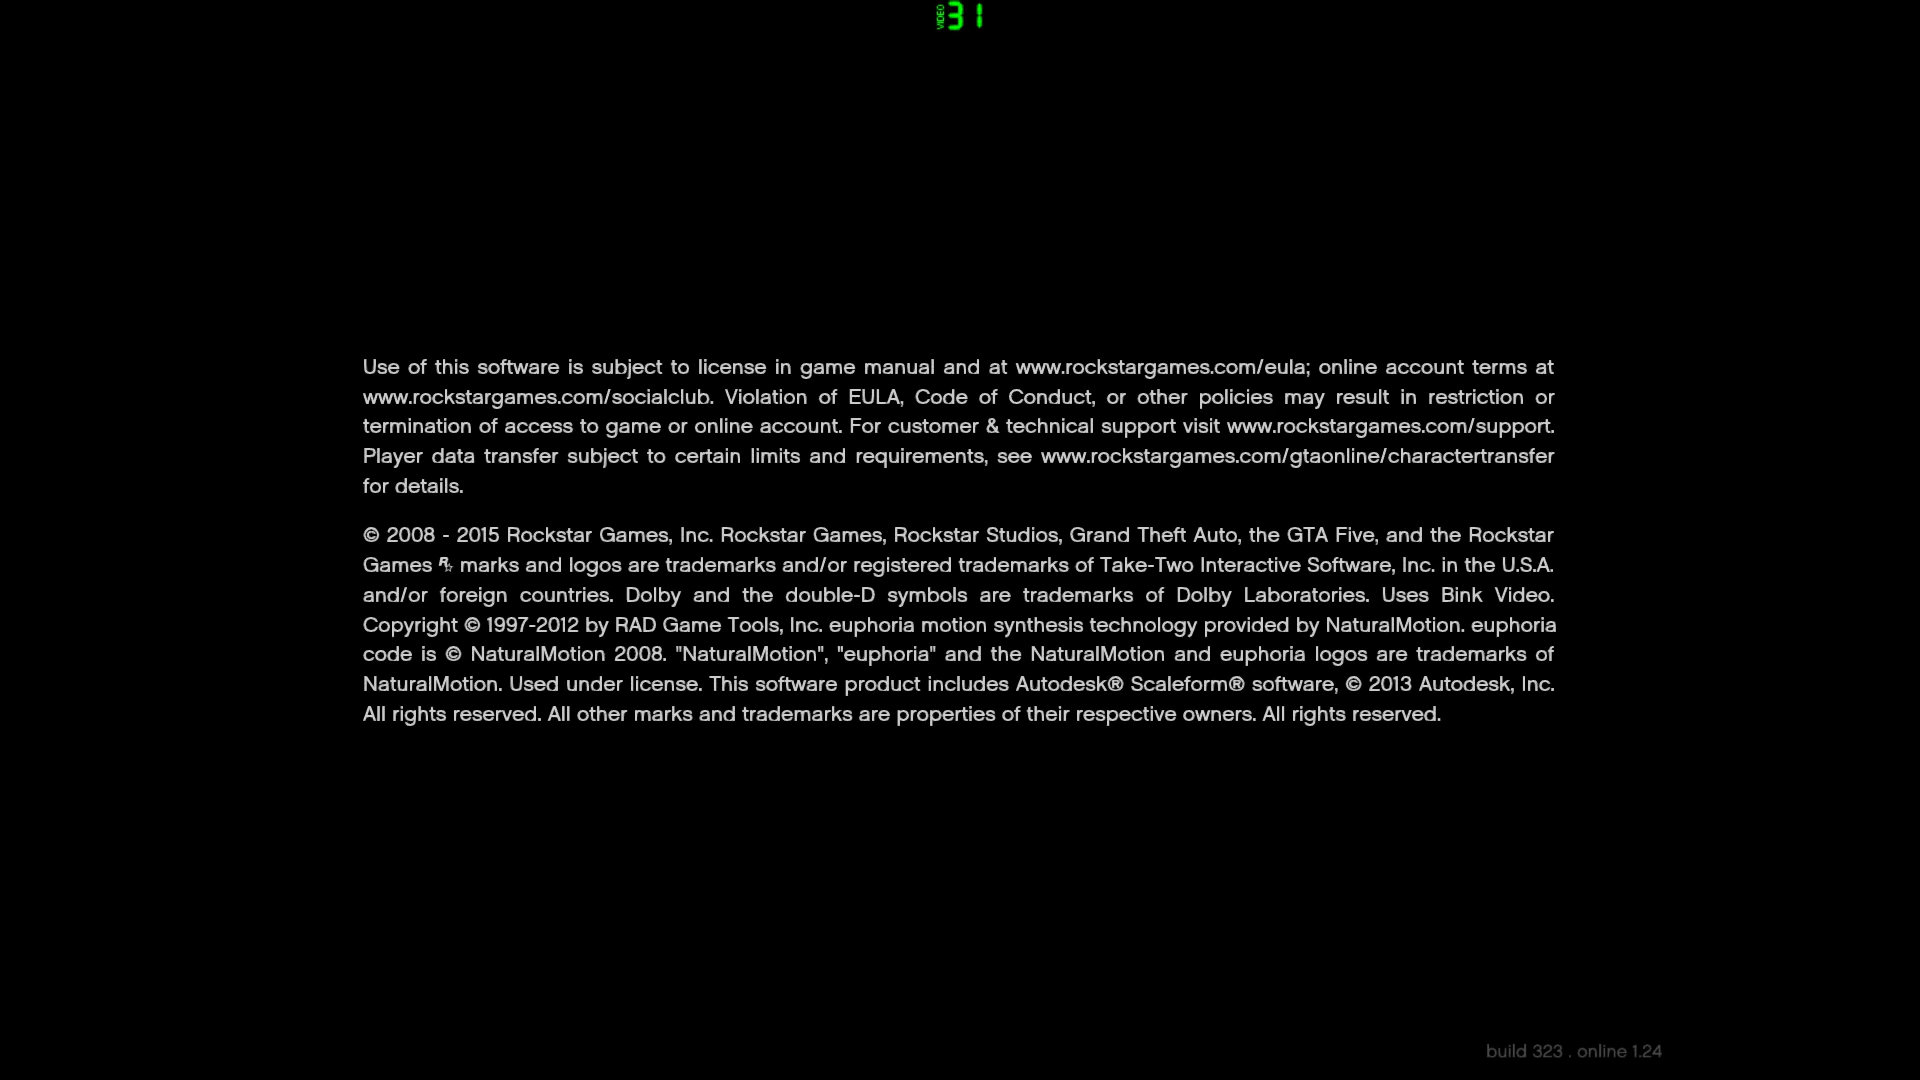 VIDEO 31
Use of this software is subject to license in game manual and at www.rockstargames.com/eula; online account terms at
www.rockstargames.com/socialclub. Violation of EULA, Code of Conduct, or other policies may result in restriction or
termination of access to game or online account. For customer & technical support visit www.rockstargames.com/support.
Player data transfer subject to certain limits and requirements, see www.rockstargames.com/gtaonline/charactertransfer
for details.
© 2008 - 2015 Rockstar Games, Inc. Rockstar Games, Rockstar Studios, Grand Theft Auto, the GTA Five, and the Rockstar
Games R☆ marks and logos are trademarks and/or registered trademarks of Take-Two Interactive Software, Inc. in the U.S.A.
and/or foreign countries. Dolby and the double-D symbols are trademarks of Dolby Laboratories. Uses Bink Video.
Copyright © 1997-2012 by RAD Game Tools, Inc. euphoria motion synthesis technology provided by NaturalMotion. euphoria
code is © NaturalMotion 2008. "NaturalMotion", "euphoria" and the NaturalMotion and euphoria logos are trademarks of
NaturalMotion. Used under license. This software product includes Autodesk® Scaleform® software, © 2013 Autodesk, Inc.
All rights reserved. All other marks and trademarks are properties of their respective owners. All rights reserved.
build 323 . online 1.24